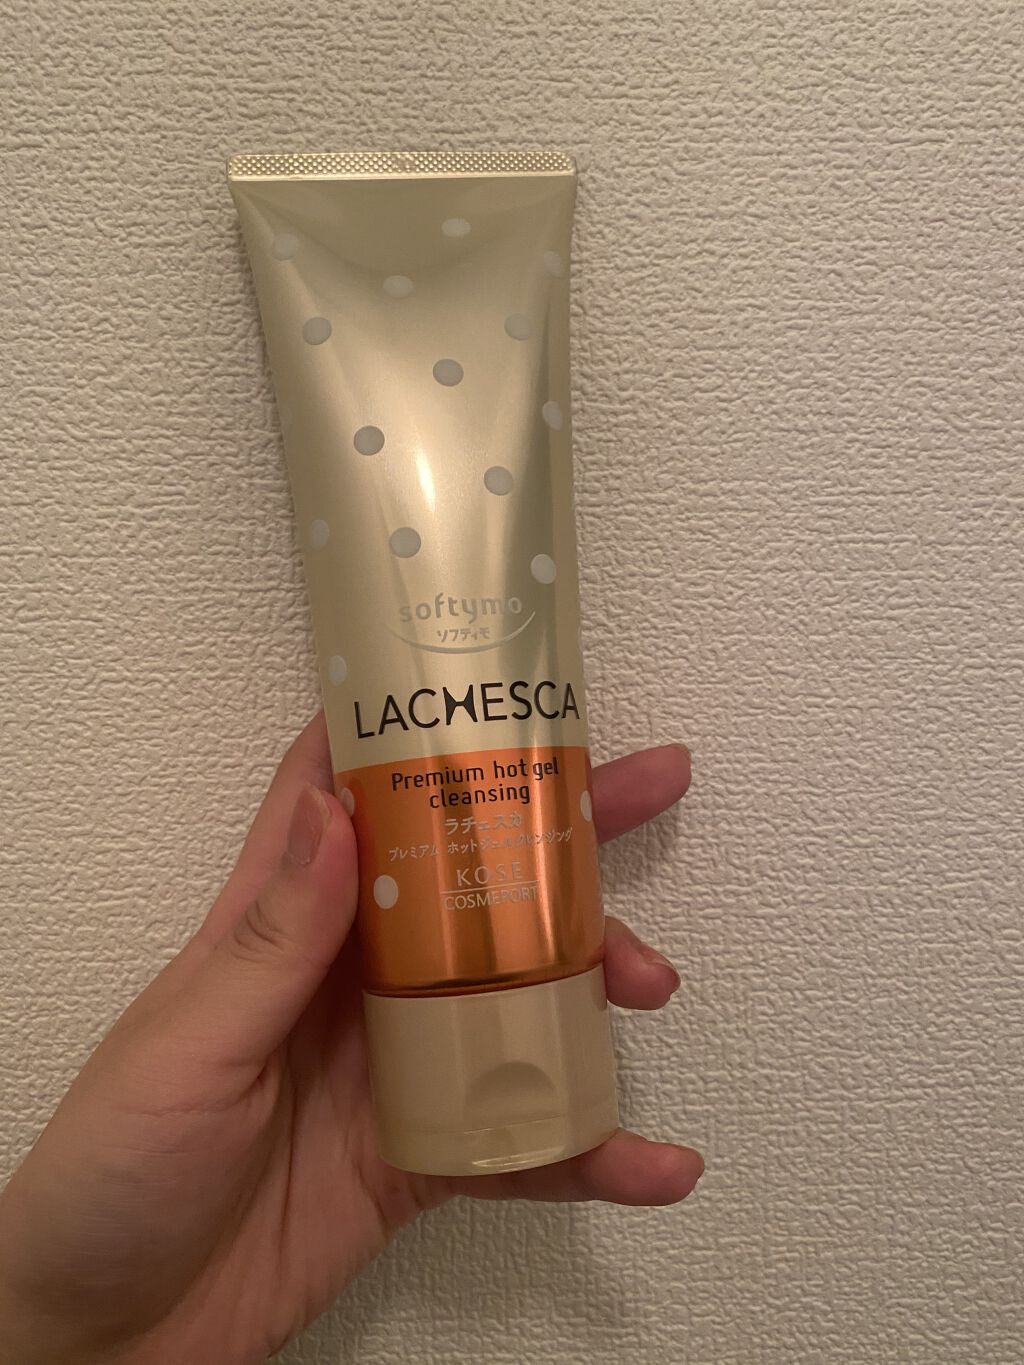 softymo
ソフティモ
LACHESCA
Premium hot gel
cleansing
ラチェスカ
プレミアム ホットジェルクレンジング
KOSÉ
COSMEPORT